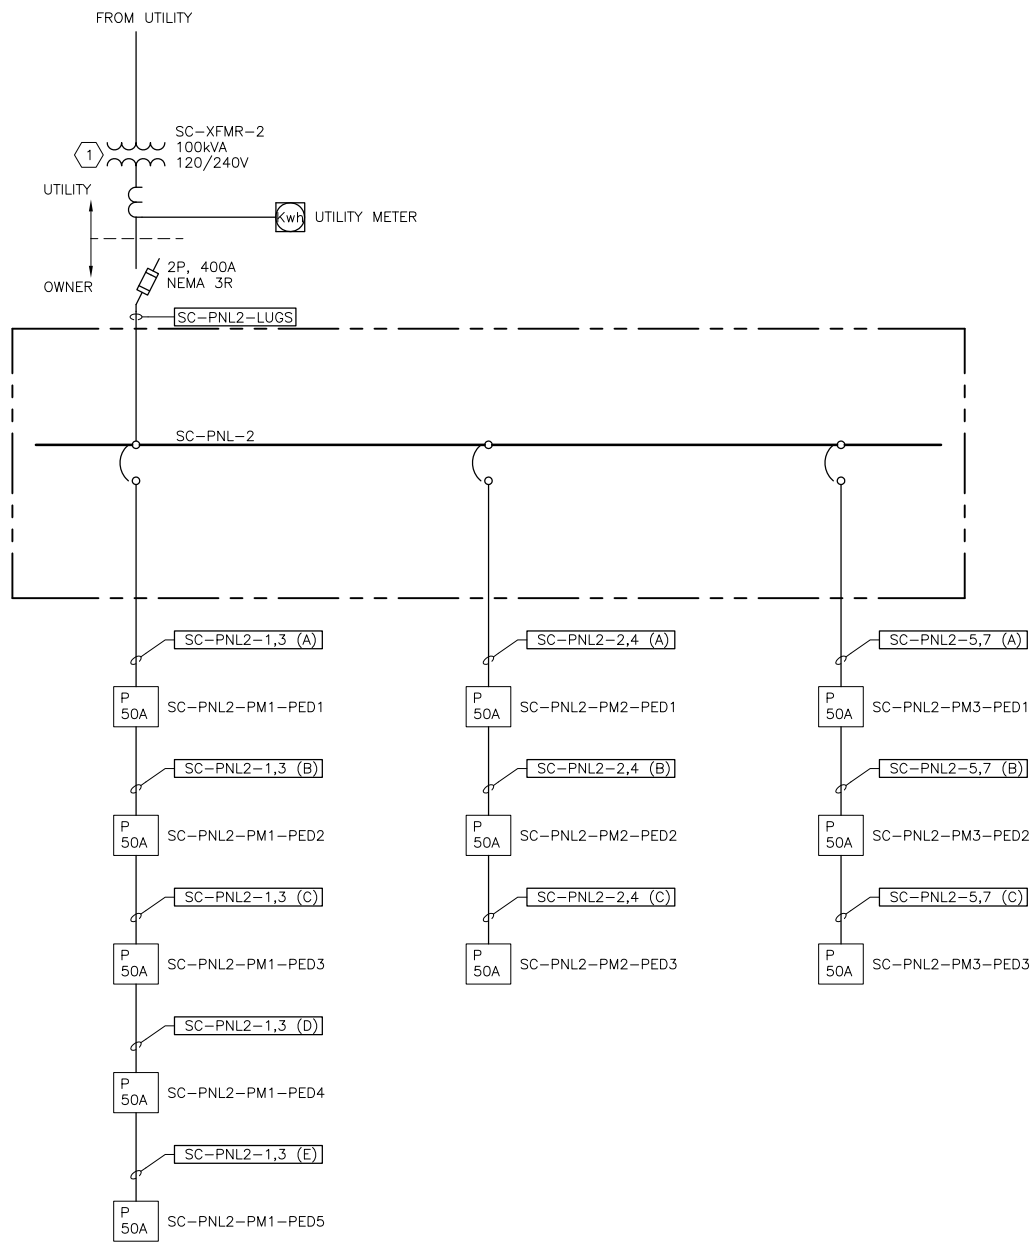 FROM UTILITY
SC-XFMR-2
100kVA
120/240V
1
UTILITY
Kwh
UTILITY METER
2P, 400A
NEMA 3R
OWNER
SC-PNL2-LUGS
SC-PNL-2
SC-PNL2-1,3 (A)
SC-PNL2-2,4 (A)
SC-PNL2-5,7 (A)
P
50A
SC-PNL2-PM1-PED1
P
50A
SC-PNL2-PM2-PED1
P
50A
SC-PNL2-PM3-PED1
SC-PNL2-1,3 (B)
SC-PNL2-2,4 (B)
SC-PNL2-5,7 (B)
P
50A
SC-PNL2-PM1-PED2
P
50A
SC-PNL2-PM2-PED2
P
50A
SC-PNL2-PM3-PED2
SC-PNL2-1,3 (C)
SC-PNL2-2,4 (C)
SC-PNL2-5,7 (C)
P
50A
SC-PNL2-PM1-PED3
P
50A
SC-PNL2-PM2-PED3
P
50A
SC-PNL2-PM3-PED3
SC-PNL2-1,3 (D)
P
50A
SC-PNL2-PM1-PED4
SC-PNL2-1,3 (E)
P
50A
SC-PNL2-PM1-PED5